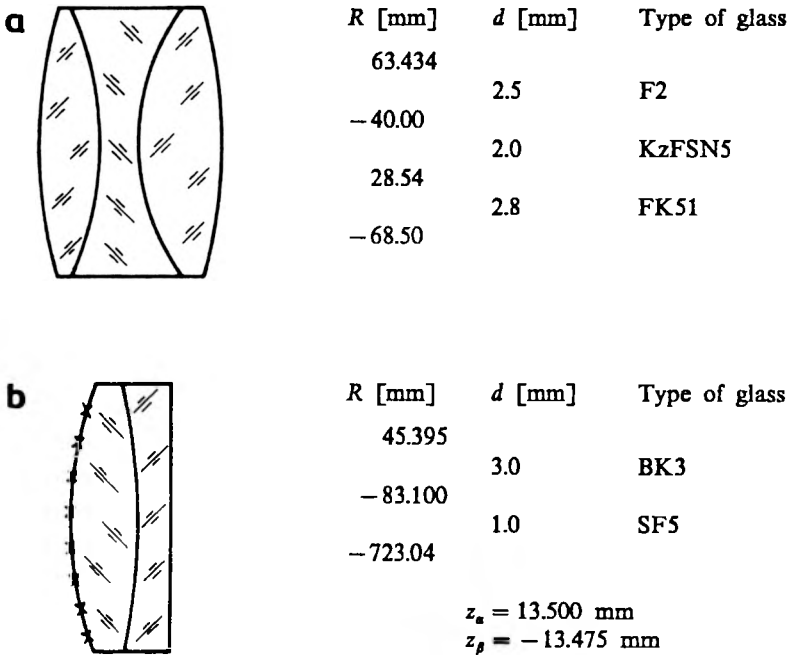 a
R [mm] d [mm] Type of glass
63.434
2.5 F2
−40.00
2.0 KzFSN5
28.54
2.8 FK51
−68.50
b
R [mm] d [mm] Type of glass
45.395
3.0 BK3
−83.100
1.0 SF5
−723.04
zα = 13.500 mm
zβ = −13.475 mm